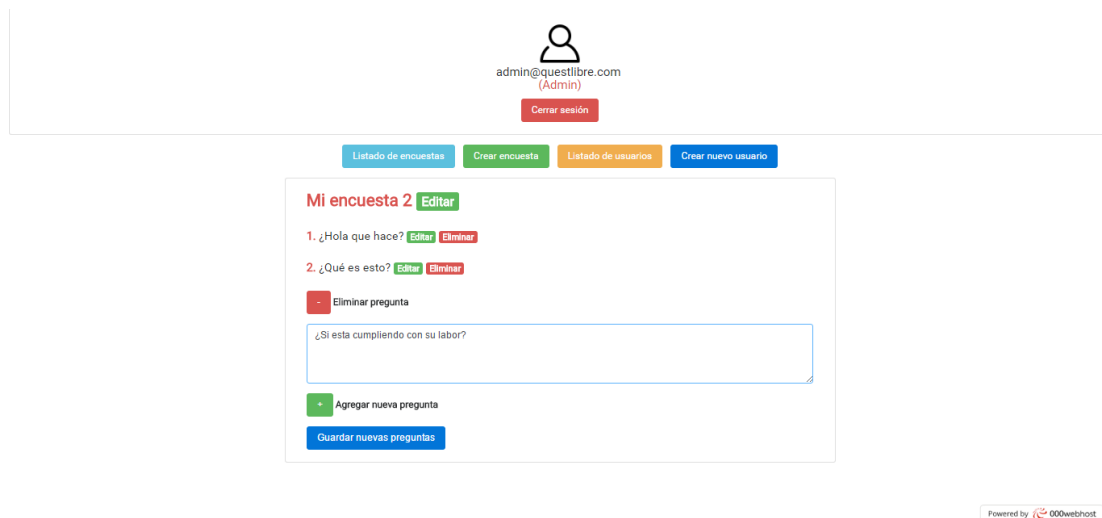 admin@questlibre.com
(Admin)
Cerrar sesión
Listado de encuestas Crear encuesta Listado de usuarios Crear nuevo usuario
Mi encuesta 2 Editar
1. ¿Hola que hace? Editar Eliminar
2. ¿Qué es esto? Editar Eliminar
- Eliminar pregunta
¿Si esta cumpliendo con su labor?
+ Agregar nueva pregunta
Guardar nuevas preguntas
Powered by 000webhost